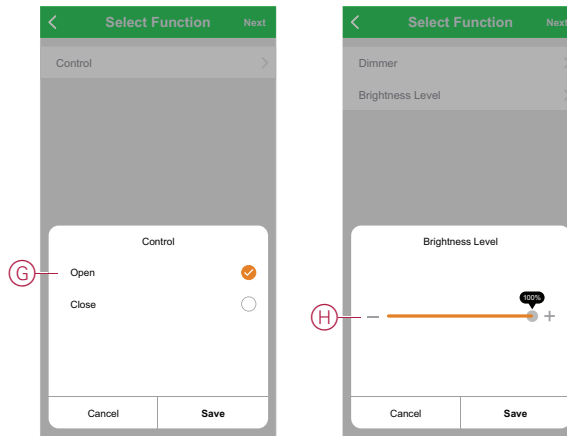 Select Function Next
Control
Control
G
Open
Close
Cancel Save
Select Function Next
Dimmer
Brightness Level
Brightness Level
100%
H
Cancel Save